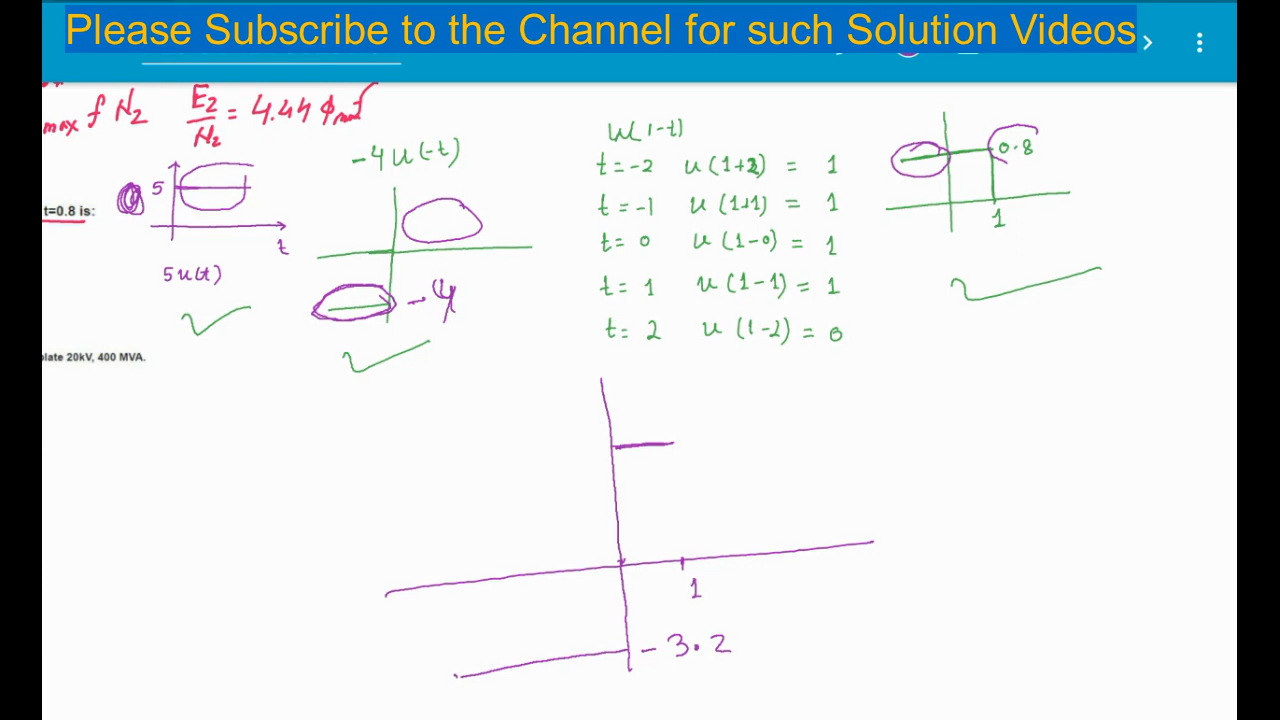 Please Subscribe to the Channel for such Solution Videos
max f N2 E2/N2 = 4.44 φm f
t=0.8 is:
5
t
5u(t)
-4u(-t)
-4
u(1-t)
t=-2 u(1+2) = 1
t=-1 u(1+1) = 1
t=0 u(1-0) = 1
t=1 u(1-1) = 1
t=2 u(1-2) = 0
0.8
1
plate 20kV, 400 MVA.
1
-3.2